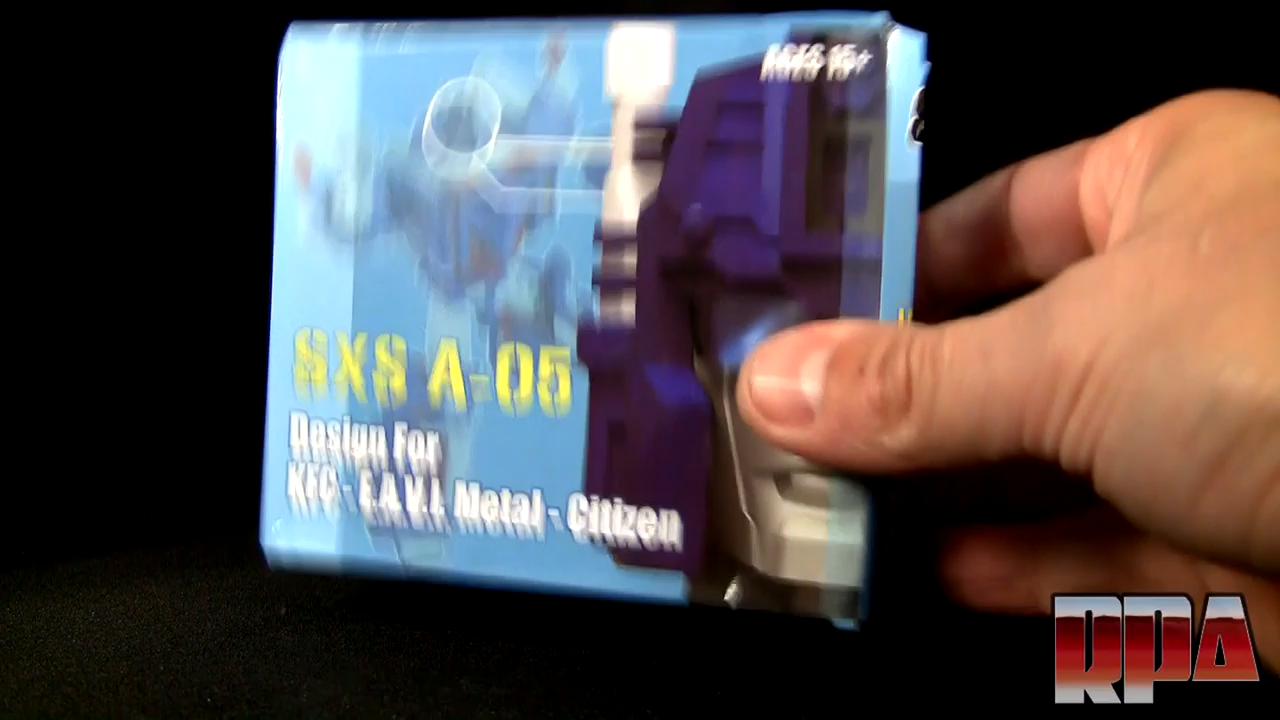 AGES 15+
SXS A-05
Design For
KFC - E.A.V.I. Metal - Citizen
RPA